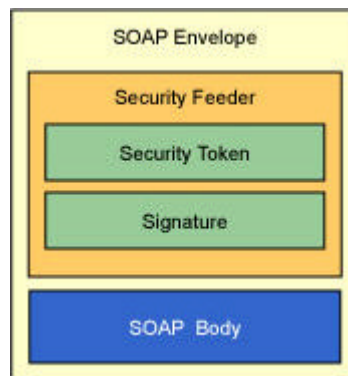 SOAP Envelope
Security Feeder
Security Token
Signature
SOAP Body